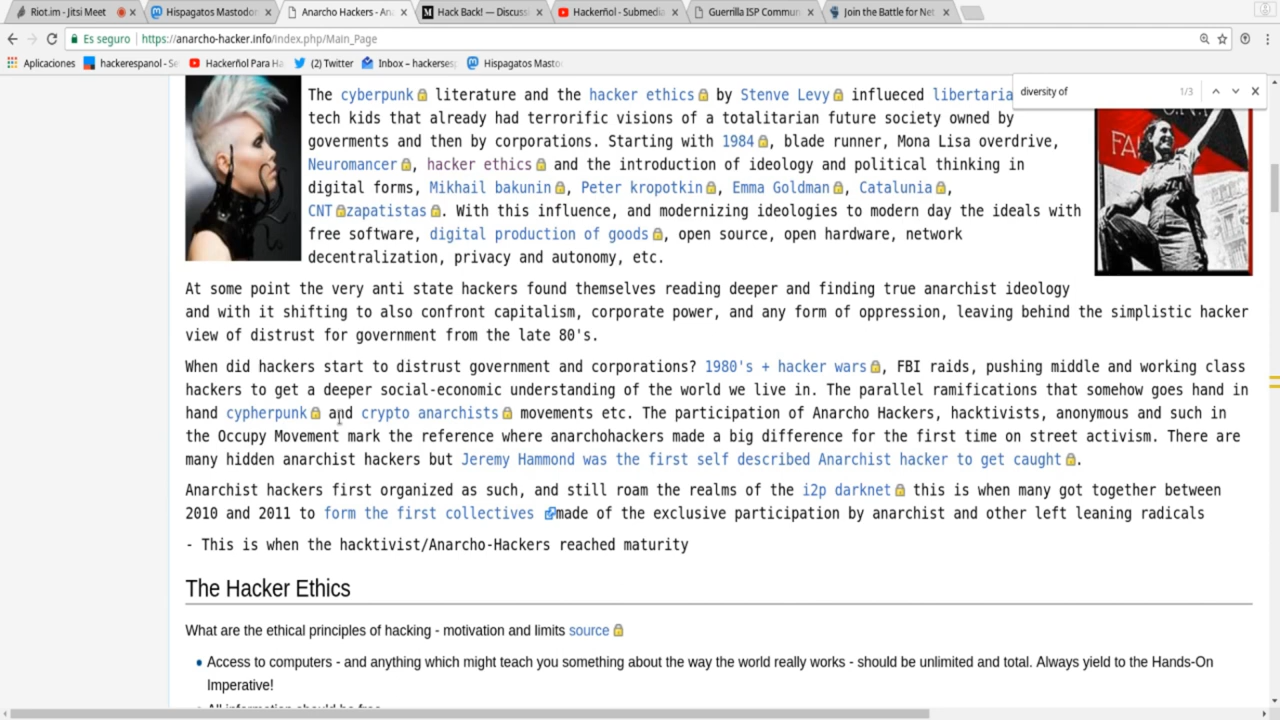 Riot.im - Jitsi Meet
Hispagatos Mastodon
Anarcho Hackers - An
Hack Back! — Discuss
Hackerñol - Submedia
Guerrilla ISP Commun
Join the Battle for Net
Es seguro
https://anarcho-hacker.info/index.php/Main_Page
Aplicaciones
hackerespanol - Se
Hackerñol Para Ha
(2) Twitter
Inbox – hackerses
Hispagatos Masto
diversity of
1/3
The cyberpunk literature and the hacker ethics by Stenve Levy influeced libertaria
tech kids that already had terrorific visions of a totalitarian future society owned by
goverments and then by corporations. Starting with 1984, blade runner, Mona Lisa overdrive,
Neuromancer, hacker ethics and the introduction of ideology and political thinking in
digital forms, Mikhail bakunin, Peter kropotkin, Emma Goldman, Catalunia,
CNT zapatistas. With this influence, and modernizing ideologies to modern day the ideals with
free software, digital production of goods, open source, open hardware, network
decentralization, privacy and autonomy, etc.
FA
At some point the very anti state hackers found themselves reading deeper and finding true anarchist ideology
and with it shifting to also confront capitalism, corporate power, and any form of oppression, leaving behind the simplistic hacker
view of distrust for government from the late 80's.
When did hackers start to distrust government and corporations? 1980's + hacker wars, FBI raids, pushing middle and working class
hackers to get a deeper social-economic understanding of the world we live in. The parallel ramifications that somehow goes hand in
hand cypherpunk and crypto anarchists movements etc. The participation of Anarcho Hackers, hacktivists, anonymous and such in
the Occupy Movement mark the reference where anarchohackers made a big difference for the first time on street activism. There are
many hidden anarchist hackers but Jeremy Hammond was the first self described Anarchist hacker to get caught.
Anarchist hackers first organized as such, and still roam the realms of the i2p darknet this is when many got together between
2010 and 2011 to form the first collectives made of the exclusive participation by anarchist and other left leaning radicals
- This is when the hacktivist/Anarcho-Hackers reached maturity
The Hacker Ethics
What are the ethical principles of hacking - motivation and limits source
• Access to computers - and anything which might teach you something about the way the world really works - should be unlimited and total. Always yield to the Hands-On
Imperative!
All information should be free